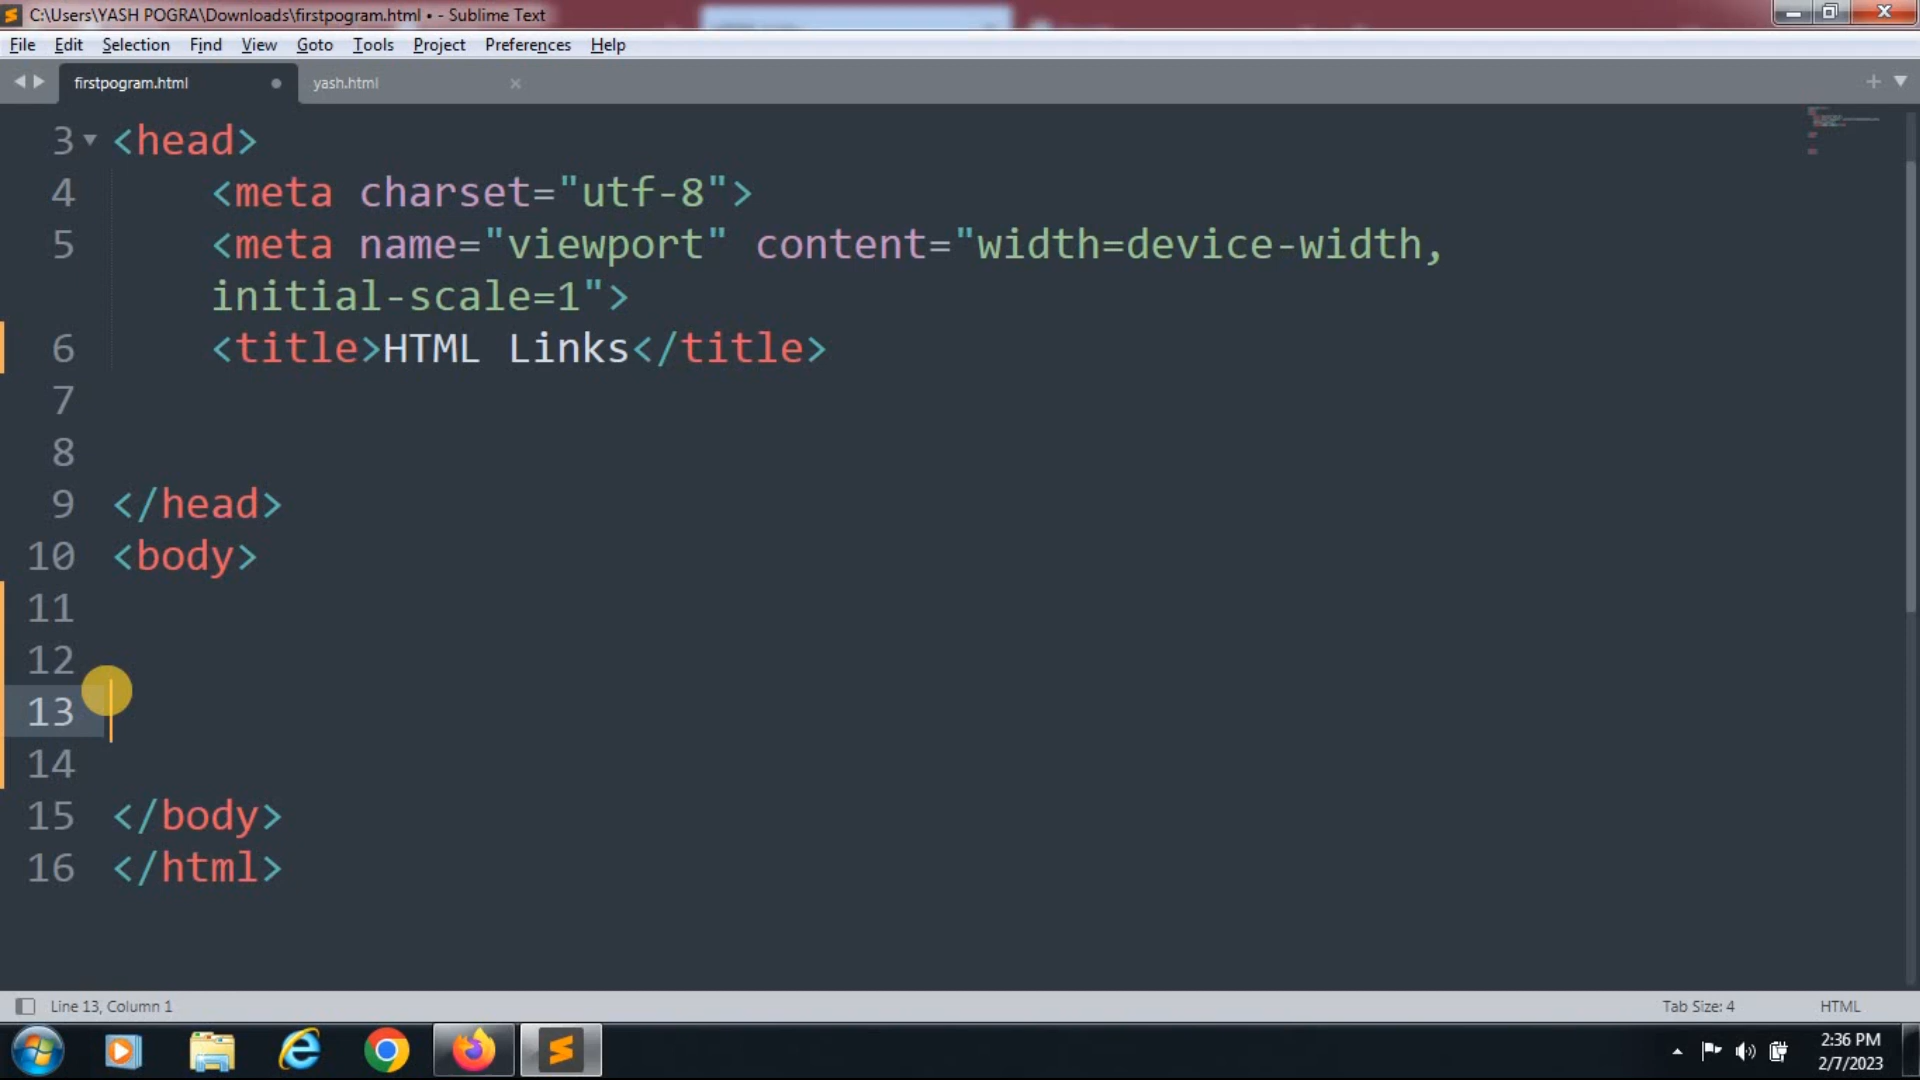 C:\Users\YASH POGRA\Downloads\firstpogram.html • - Sublime Text
File Edit Selection Find View Goto Tools Project Preferences Help
firstpogram.html yash.html
3 <head>
4 <meta charset="utf-8">
5 <meta name="viewport" content="width=device-width,
initial-scale=1">
6 <title>HTML Links</title>
7
8
9 </head>
10 <body>
11
12
13
14
15 </body>
16 </html>
Line 13, Column 1 Tab Size: 4 HTML
2:36 PM
2/7/2023